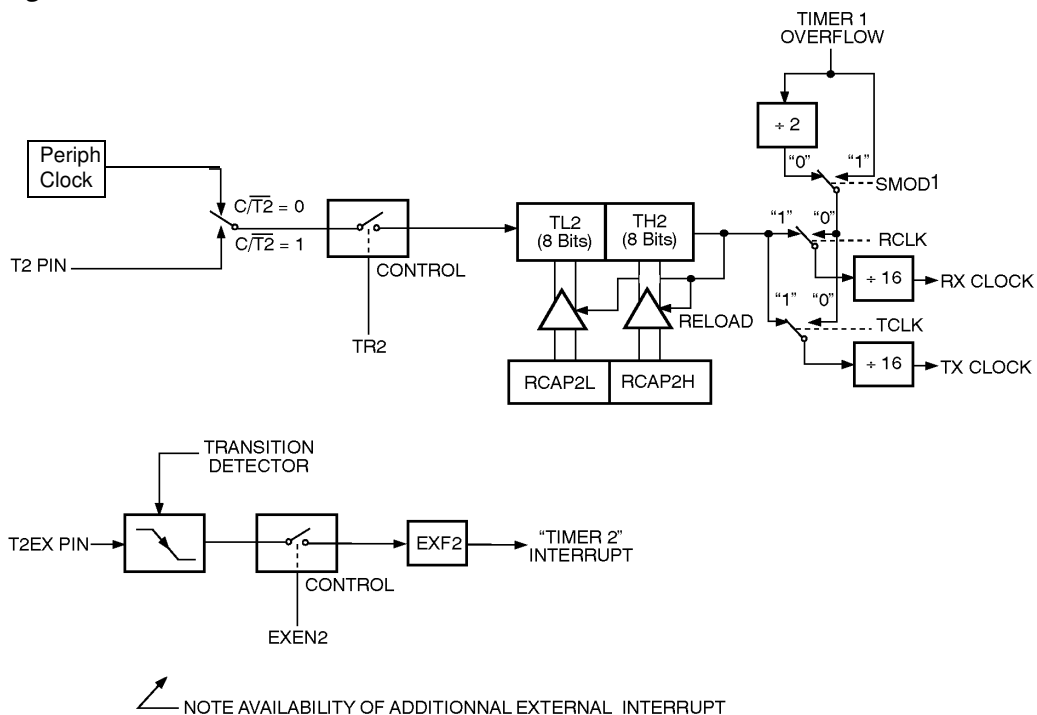 TIMER 1
OVERFLOW
÷ 2
"0" "1"
SMOD1
Periph
Clock
C/T2 = 0
C/T2 = 1
T2 PIN
CONTROL
TR2
TL2
(8 Bits)
TH2
(8 Bits)
RELOAD
RCAP2L
RCAP2H
"1" "0"
RCLK
÷ 16
RX CLOCK
"1" "0"
TCLK
÷ 16
TX CLOCK
TRANSITION
DETECTOR
T2EX PIN
CONTROL
EXEN2
EXF2
"TIMER 2"
INTERRUPT
NOTE AVAILABILITY OF ADDITIONNAL EXTERNAL INTERRUPT